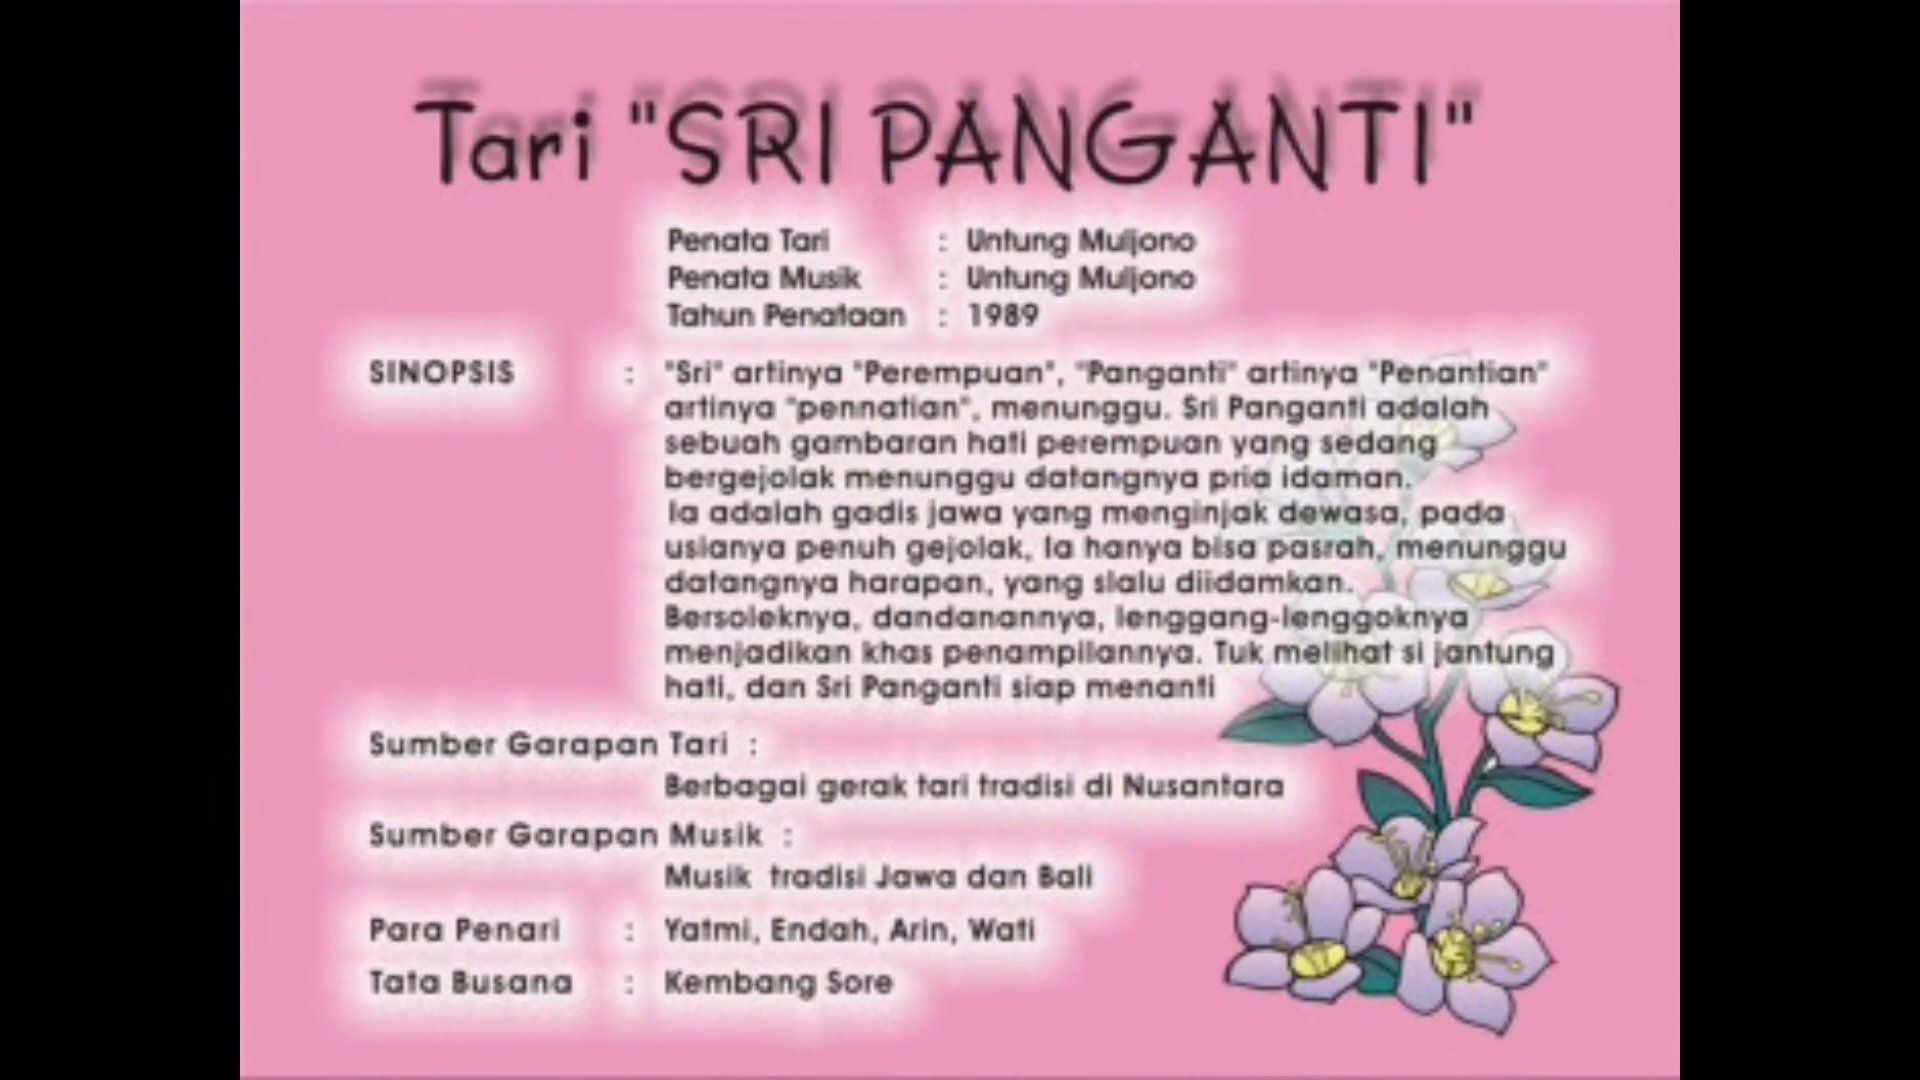 Tari "SRI PANGANTI"
Penata Tari : Untung Muljono
Penata Musik : Untung Muljono
Tahun Penataan : 1989
SINOPSIS : "Sri" artinya "Perempuan", "Panganti" artinya "Penantian"
artinya "pennatian", menunggu. Sri Panganti adalah
sebuah gambaran hati perempuan yang sedang
bergejolak menunggu datangnya pria idaman.
Ia adalah gadis jawa yang menginjak dewasa, pada
usianya penuh gejolak, Ia hanya bisa pasrah, menunggu
datangnya harapan, yang slalu diidamkan.
Bersoleknya, dandanannya, lenggang-lenggoknya
menjadikan khas penampilannya. Tuk melihat si jantung
hati, dan Sri Panganti siap menanti
Sumber Garapan Tari :
Berbagai gerak tari tradisi di Nusantara
Sumber Garapan Musik :
Musik tradisi Jawa dan Bali
Para Penari : Yatmi, Endah, Arin, Wati
Tata Busana : Kembang Sore